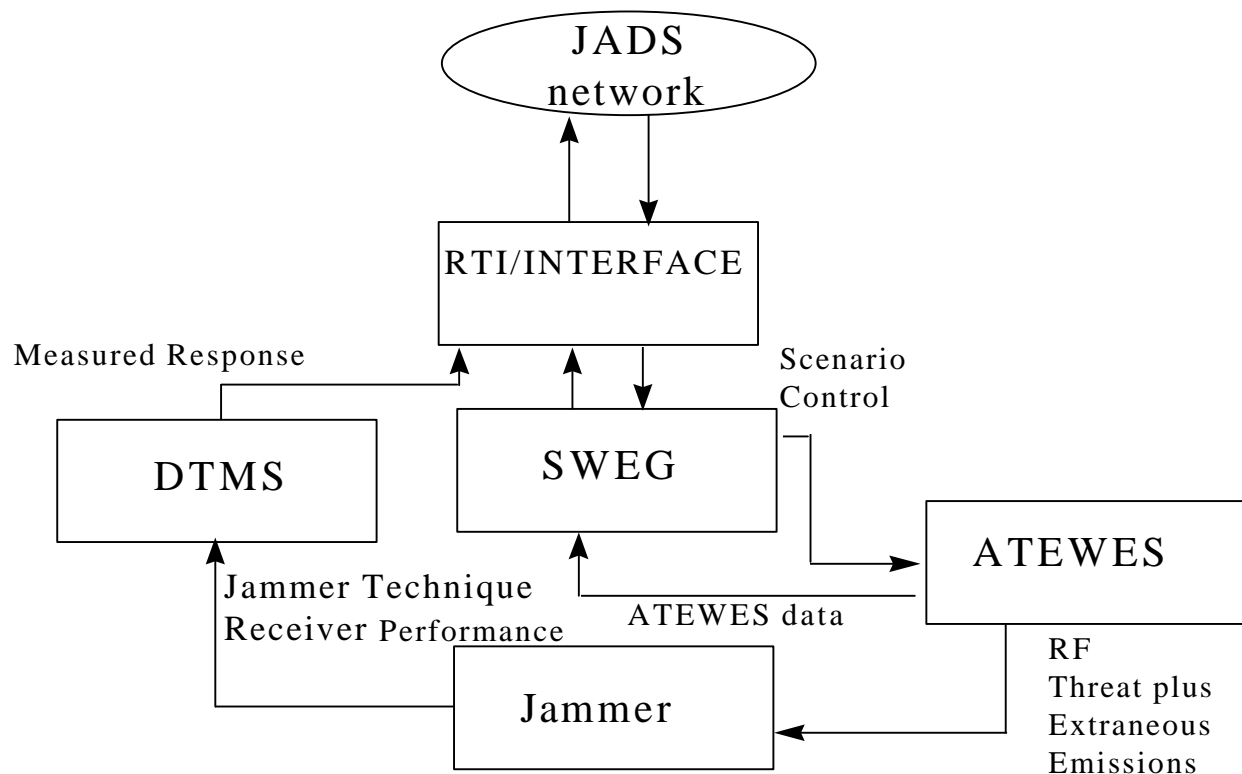 JADS
network
RTI/INTERFACE
Measured Response
Scenario
Control
DTMS
SWEG
ATEWES
Jammer Technique
Receiver Performance
ATEWES data
Jammer
RF
Threat plus
Extraneous
Emissions